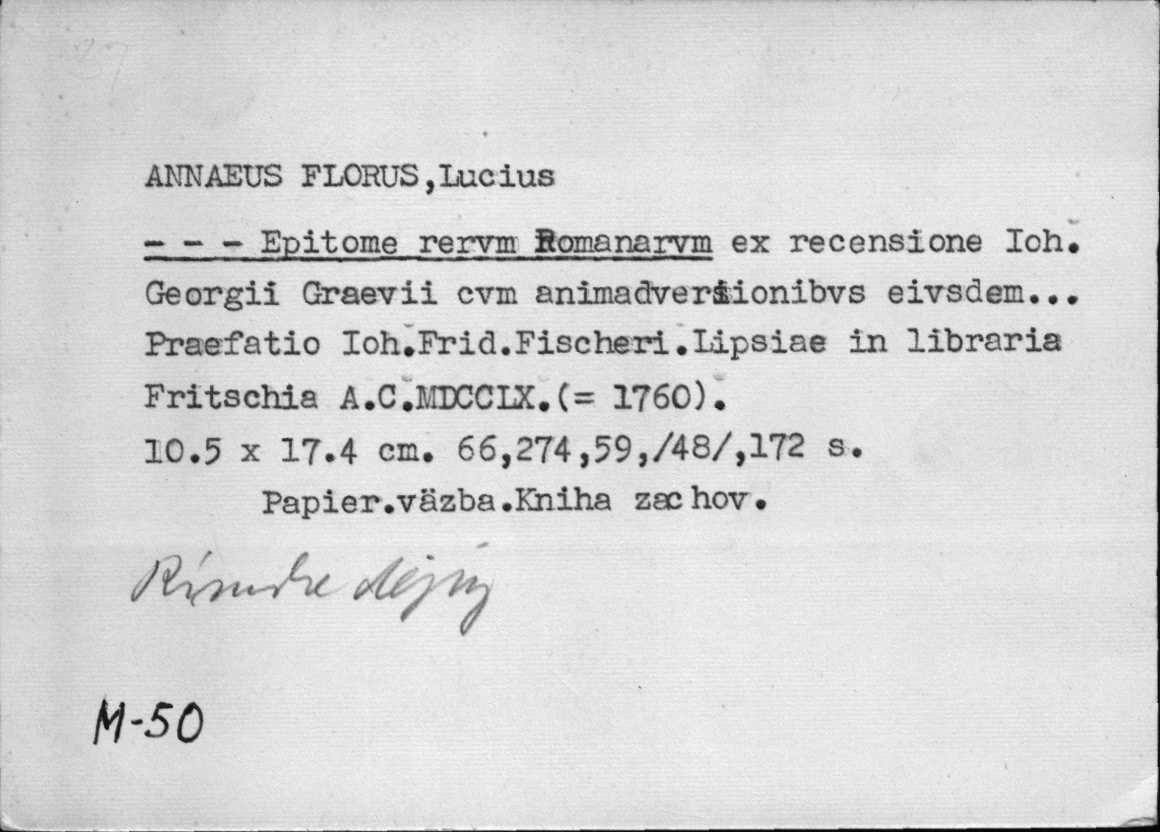 ANNAEUS FLORUS,Lucius
- - - Epitome rervm Romanarvm ex recensione Ioh.
Georgii Graevii cvm animadversionibvs eivsdem...
Praefatio Ioh.Frid.Fischeri.Lipsiae in libraria
Fritschia A.C.MDCCLX.(= 1760).
10.5 x 17.4 cm. 66,274,59,/48/,172 s.
Papier.väzba.Kniha zachov.
Rímske dejiny
M-50